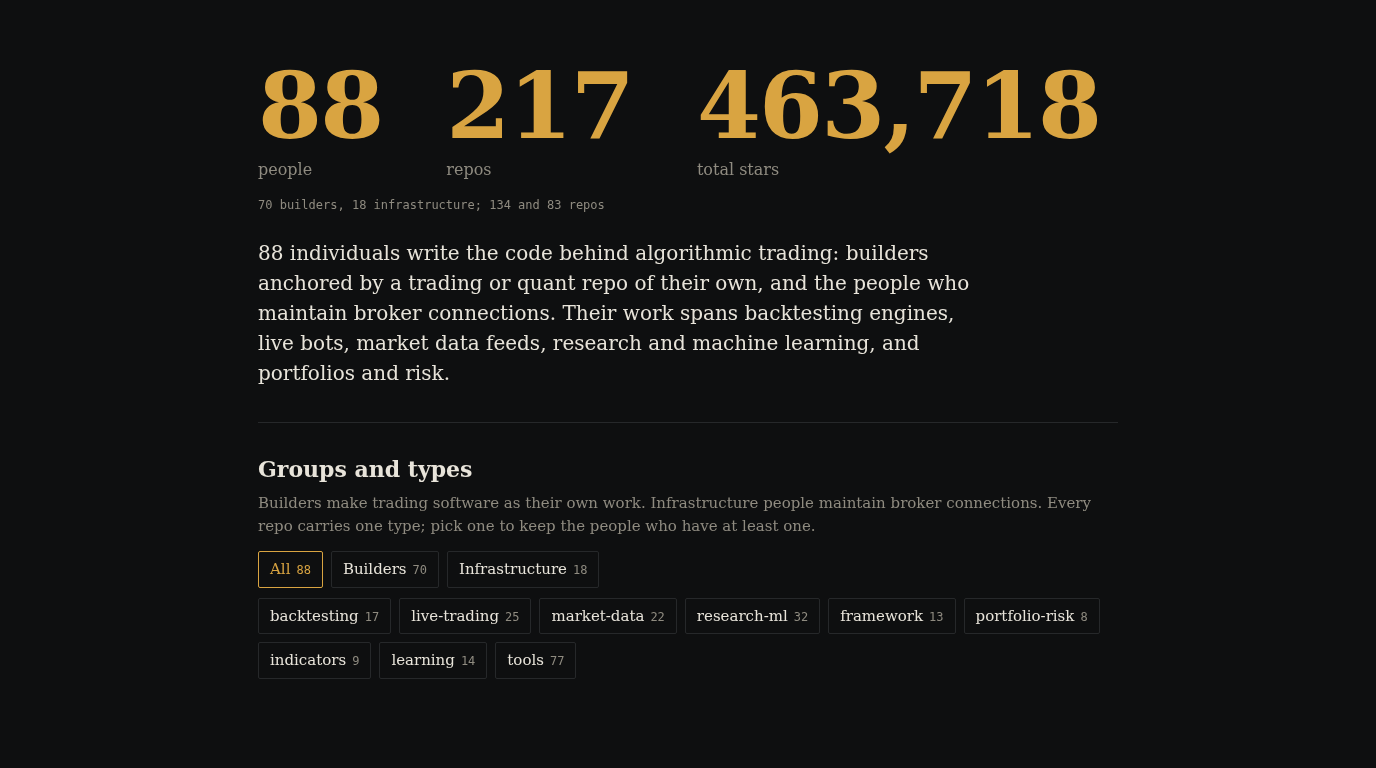 88 217 463,718
people repos total stars
70 builders, 18 infrastructure; 134 and 83 repos
88 individuals write the code behind algorithmic trading: builders
anchored by a trading or quant repo of their own, and the people who
maintain broker connections. Their work spans backtesting engines,
live bots, market data feeds, research and machine learning, and
portfolios and risk.
Groups and types
Builders make trading software as their own work. Infrastructure people maintain broker connections. Every
repo carries one type; pick one to keep the people who have at least one.
All 88 Builders 70 Infrastructure 18
backtesting 17 live-trading 25 market-data 22 research-ml 32 framework 13 portfolio-risk 8
indicators 9 learning 14 tools 77